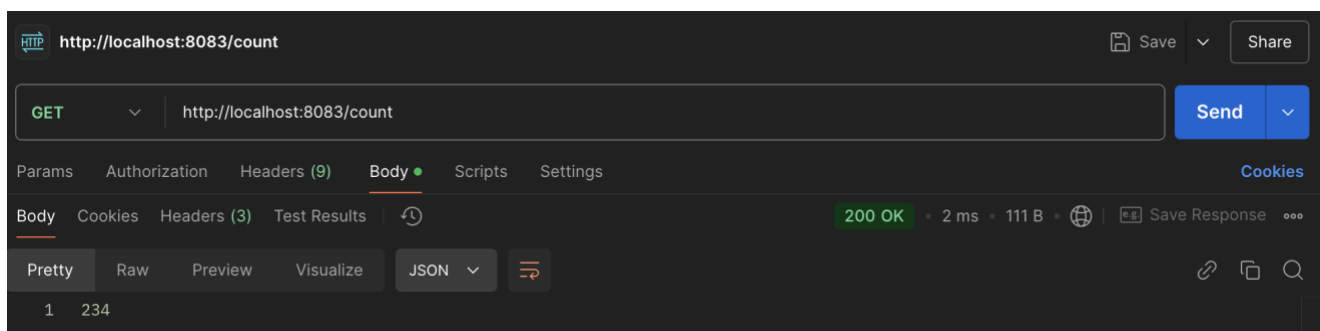 HTTP http://localhost:8083/count Save Share
GET http://localhost:8083/count Send
Params Authorization Headers (9) Body Scripts Settings Cookies
Body Cookies Headers (3) Test Results 200 OK • 2 ms • 111 B • e.g. Save Response
Pretty Raw Preview Visualize JSON
1 234